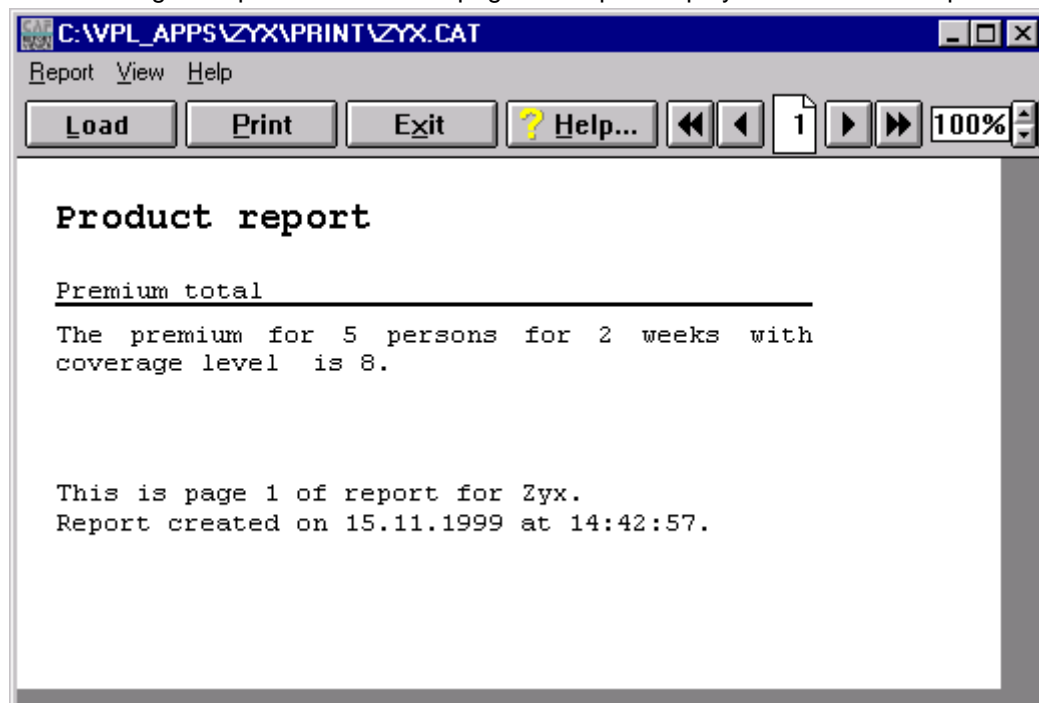 C:\VPL_APPS\ZYX\PRINT\ZYX.CAT
Report View Help
Load Print Exit ? Help... 1 100%
Product report
Premium total
The premium for 5 persons for 2 weeks with
coverage level is 8.
This is page 1 of report for Zyx.
Report created on 15.11.1999 at 14:42:57.